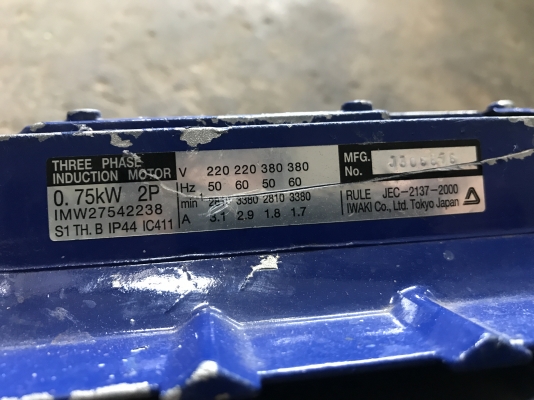 THREE PHASE
INDUCTION MOTOR
0.75kW 2P
IMW27542238
S1 TH. B IP44 IC411
V 220 220 380 380
Hz 50 60 50 60
min⁻¹ 2810 3380 2810 3380
A 3.1 2.9 1.8 1.7
MFG.
No.
RULE JEC-2137-2000
IWAKI Co., Ltd. Tokyo Japan